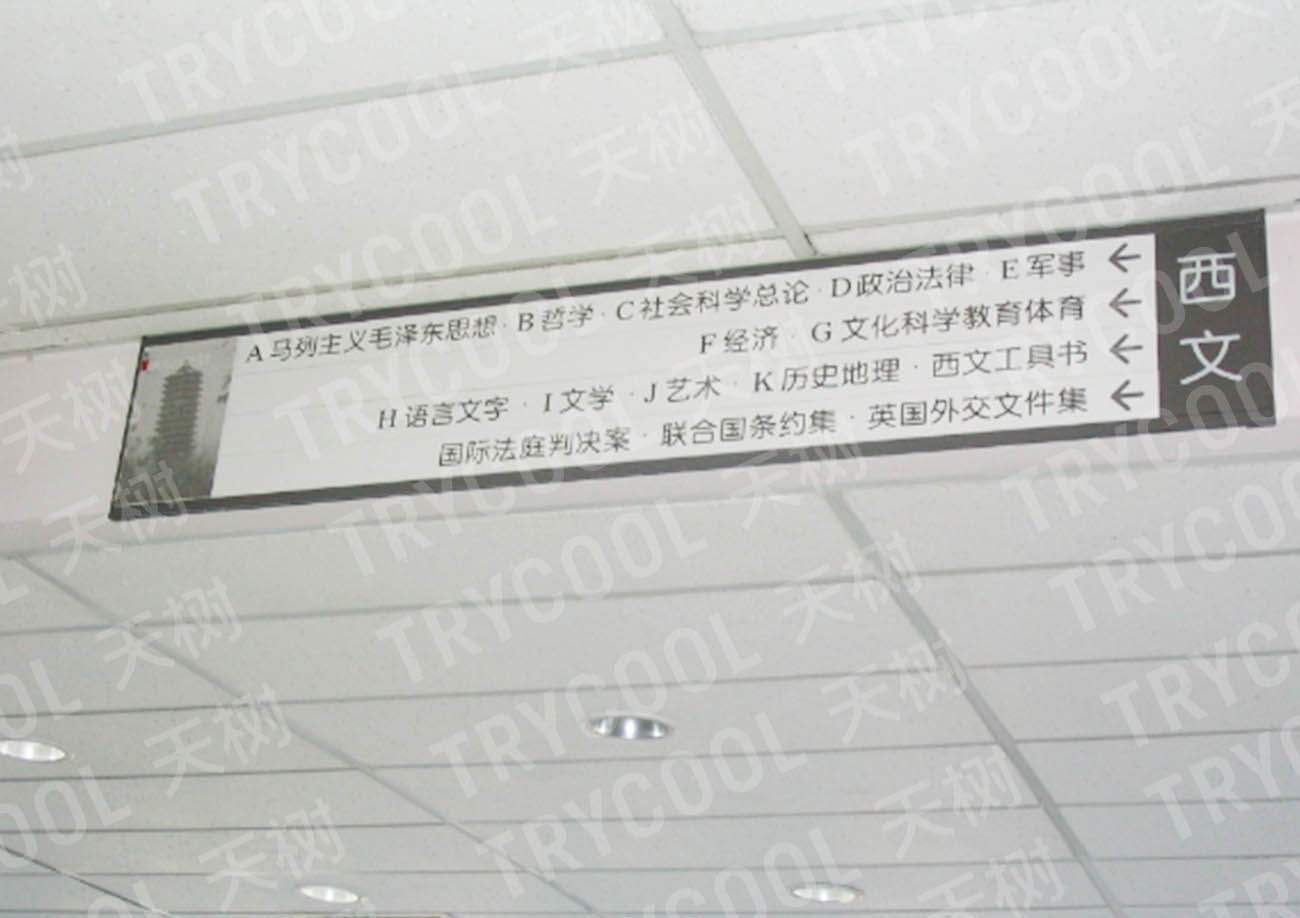 A 马列主义毛泽东思想 · B 哲学 · C 社会科学总论 · D 政治法律 · E 军事 ←
F 经济 · G 文化科学教育体育 ←
H 语言文字 · I 文学 · J 艺术 · K 历史地理 · 西文工具书 ←
国际法庭判决案 · 联合国条约集 · 英国外交文件集 ←
西文
TRYCOOL 天树